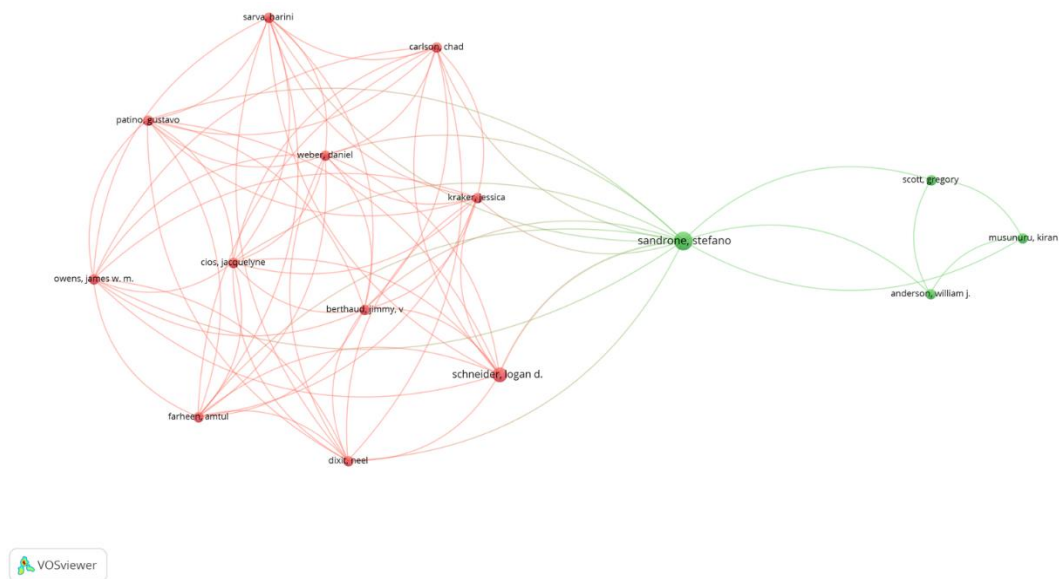 sarva, harini
carlson, chad
patino, gustavo
weber, daniel
scott, gregory
kraker, jessica
musunuru, kiran
sandrone, stefano
cios, jacquelyne
owens, james w. m.
anderson, william j.
berthaud, jimmy, v
schneider, logan d.
farheen, amtul
dixit, neel
VOSviewer